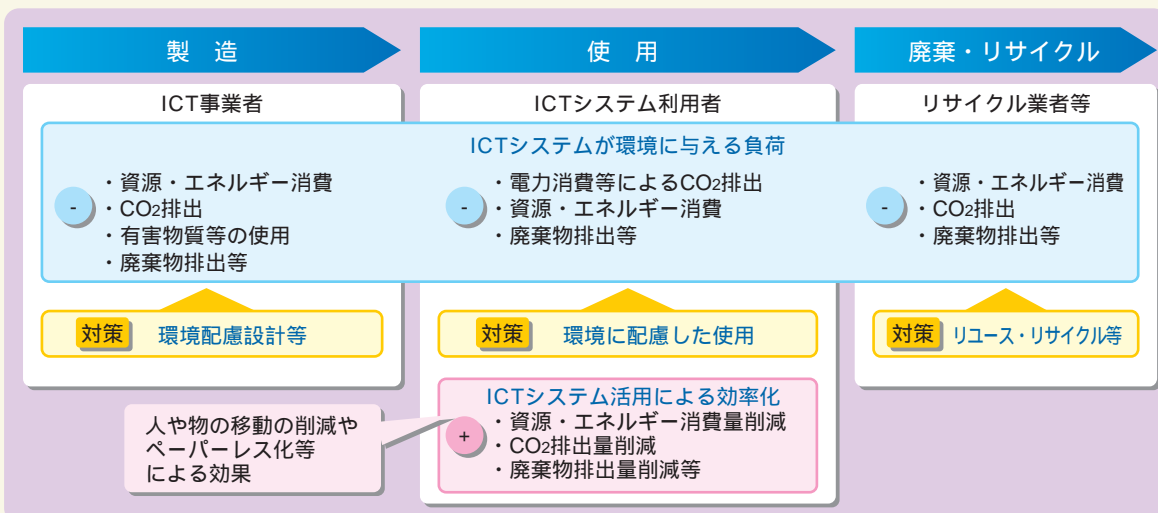 製 造
使 用
廃棄・リサイクル
ICT事業者
ICTシステム利用者
リサイクル業者等
ICTシステムが環境に与える負荷
-
・資源・エネルギー消費
・CO2排出
・有害物質等の使用
・廃棄物排出等
-
・電力消費等によるCO2排出
・資源・エネルギー消費
・廃棄物排出等
-
・資源・エネルギー消費
・CO2排出
・廃棄物排出等
対策 環境配慮設計等
対策 環境に配慮した使用
対策 リユース・リサイクル等
人や物の移動の削減や
ペーパーレス化等
による効果
+
ICTシステム活用による効率化
・資源・エネルギー消費量削減
・CO2排出量削減
・廃棄物排出量削減等